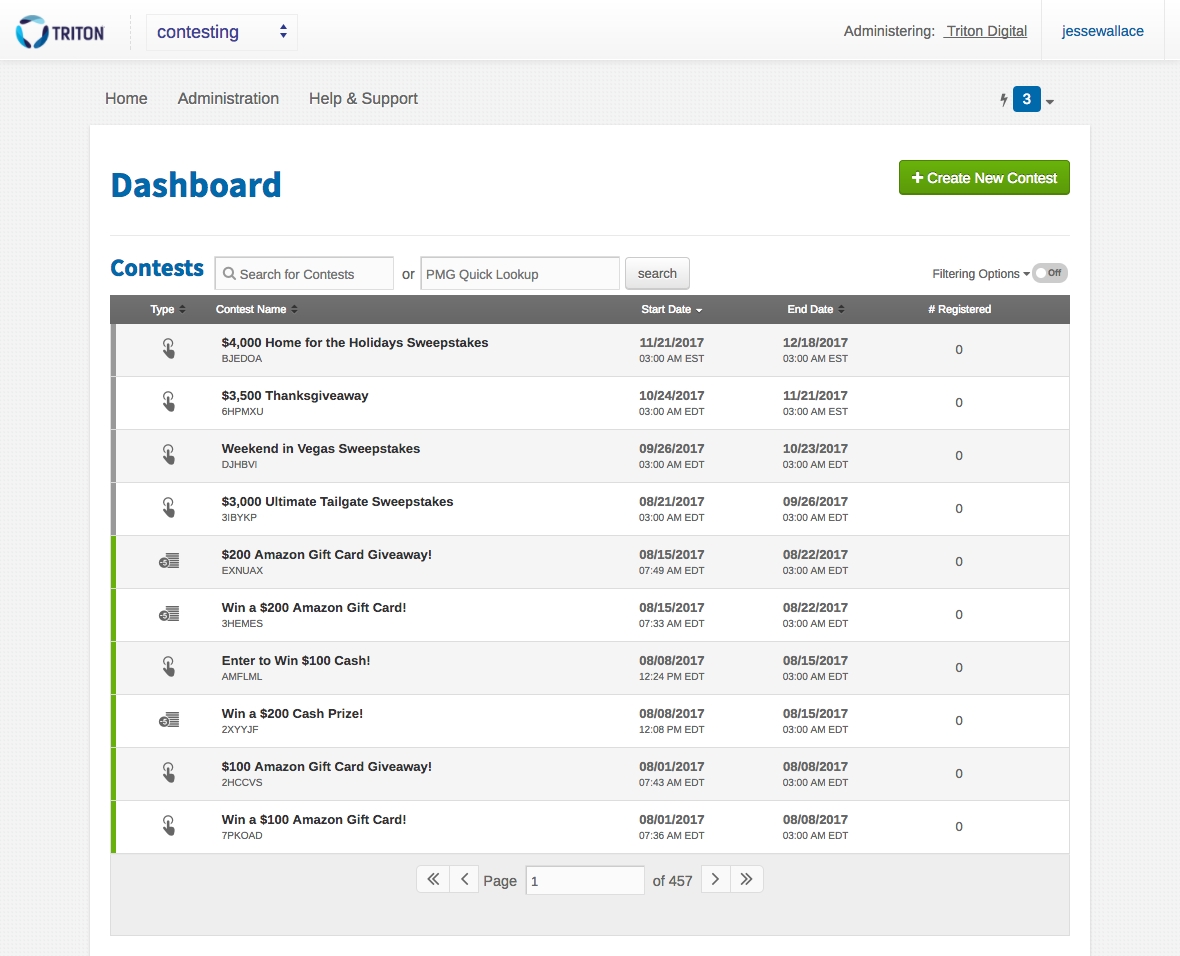 TRITON
contesting
Administering: Triton Digital
jessewallace
Home
Administration
Help & Support
3
Dashboard
+ Create New Contest
Contests
Search for Contests
or
PMG Quick Lookup
search
Filtering Options
Off
Type
Contest Name
Start Date
End Date
# Registered
$4,000 Home for the Holidays Sweepstakes
BJEDOA
11/21/2017
03:00 AM EST
12/18/2017
03:00 AM EST
0
$3,500 Thanksgiveaway
6HPMXU
10/24/2017
03:00 AM EDT
11/21/2017
03:00 AM EST
0
Weekend in Vegas Sweepstakes
DJHBVI
09/26/2017
03:00 AM EDT
10/23/2017
03:00 AM EDT
0
$3,000 Ultimate Tailgate Sweepstakes
3IBYKP
08/21/2017
03:00 AM EDT
09/26/2017
03:00 AM EDT
0
$200 Amazon Gift Card Giveaway!
EXNUAX
08/15/2017
07:49 AM EDT
08/22/2017
03:00 AM EDT
0
Win a $200 Amazon Gift Card!
3HEMES
08/15/2017
07:33 AM EDT
08/22/2017
03:00 AM EDT
0
Enter to Win $100 Cash!
AMFLML
08/08/2017
12:24 PM EDT
08/15/2017
03:00 AM EDT
0
Win a $200 Cash Prize!
2XYYJF
08/08/2017
12:08 PM EDT
08/15/2017
03:00 AM EDT
0
$100 Amazon Gift Card Giveaway!
2HCCVS
08/01/2017
07:43 AM EDT
08/08/2017
03:00 AM EDT
0
Win a $100 Amazon Gift Card!
7PKOAD
08/01/2017
07:36 AM EDT
08/08/2017
03:00 AM EDT
0
Page 1 of 457